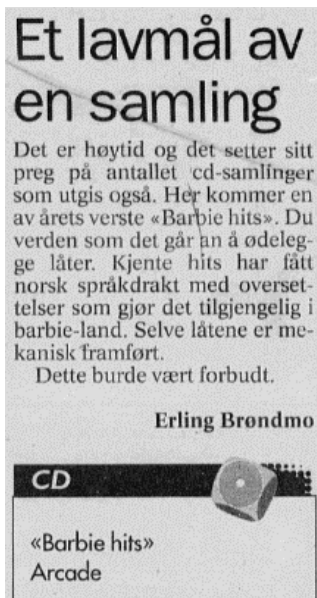 Et lavmål av
en samling
Det er høytid og det setter sitt
preg på antallet cd-samlinger
som utgis også. Her kommer en
av årets verste «Barbie hits». Du
verden som det går an å ødeleg-
ge låter. Kjente hits har fått
norsk språkdrakt med overset-
telser som gjør det tilgjengelig i
barbie-land. Selve låtene er me-
kanisk framført.
Dette burde vært forbudt.
Erling Brøndmo
CD
«Barbie hits»
Arcade